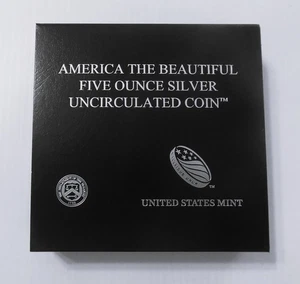 AMERICA THE BEAUTIFUL
FIVE OUNCE SILVER
UNCIRCULATED COIN™
UNITED STATES MINT